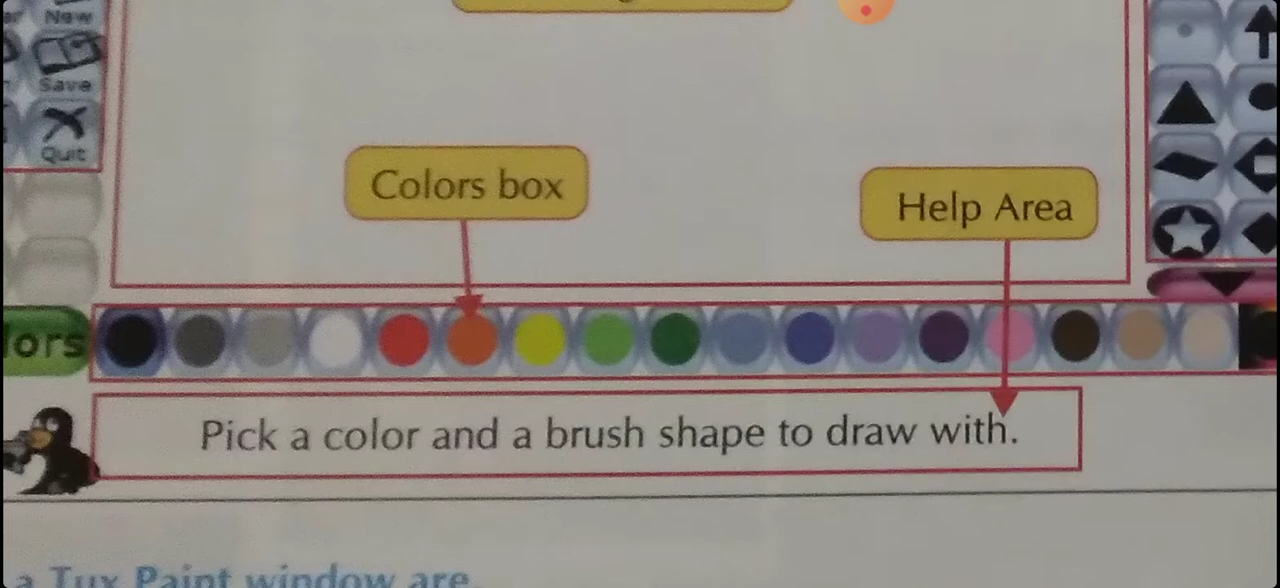 New
Save
Quit
Colors box
Help Area
lors
Pick a color and a brush shape to draw with.
a Tux Paint window are